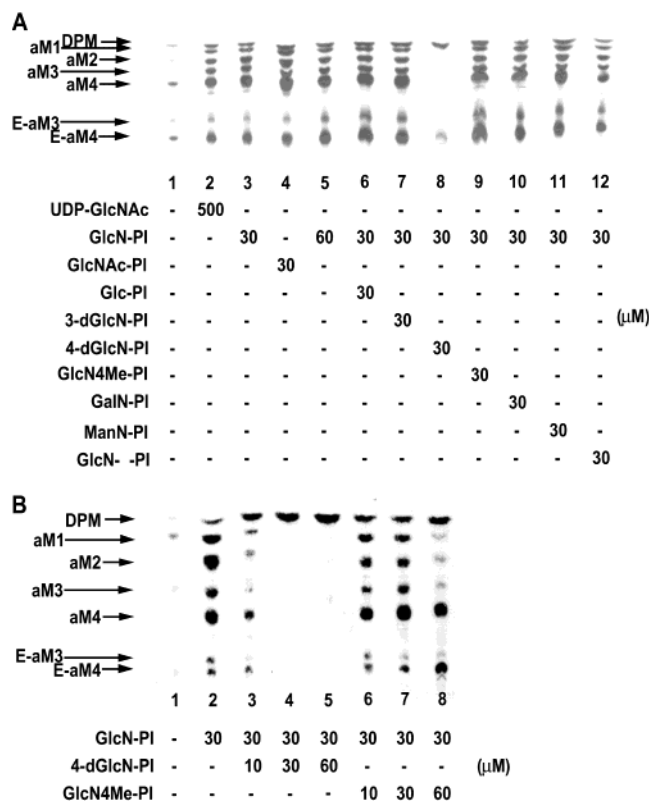 A
DPM
aM1
aM2
aM3
aM4
E-aM3
E-aM4
1 2 3 4 5 6 7 8 9 10 11 12
UDP-GlcNAc - 500 - - - - - - - - - -
GlcN-PI - - 30 - 60 30 30 30 30 30 30 30
GlcNAc-PI - - - 30 - - - - - - - -
Glc-PI - - - - - 30 - - - - - -
3-dGlcN-PI - - - - - - 30 - - - - - (μM)
4-dGlcN-PI - - - - - - - 30 - - - -
GlcN4Me-PI - - - - - - - - 30 - - -
GalN-PI - - - - - - - - - 30 - -
ManN-PI - - - - - - - - - - 30 -
GlcN- -PI - - - - - - - - - - - 30
B
DPM
aM1
aM2
aM3
aM4
E-aM3
E-aM4
1 2 3 4 5 6 7 8
GlcN-PI - 30 30 30 30 30 30 30
4-dGlcN-PI - - 10 30 60 - - - (μM)
GlcN4Me-PI - - - - - 10 30 60